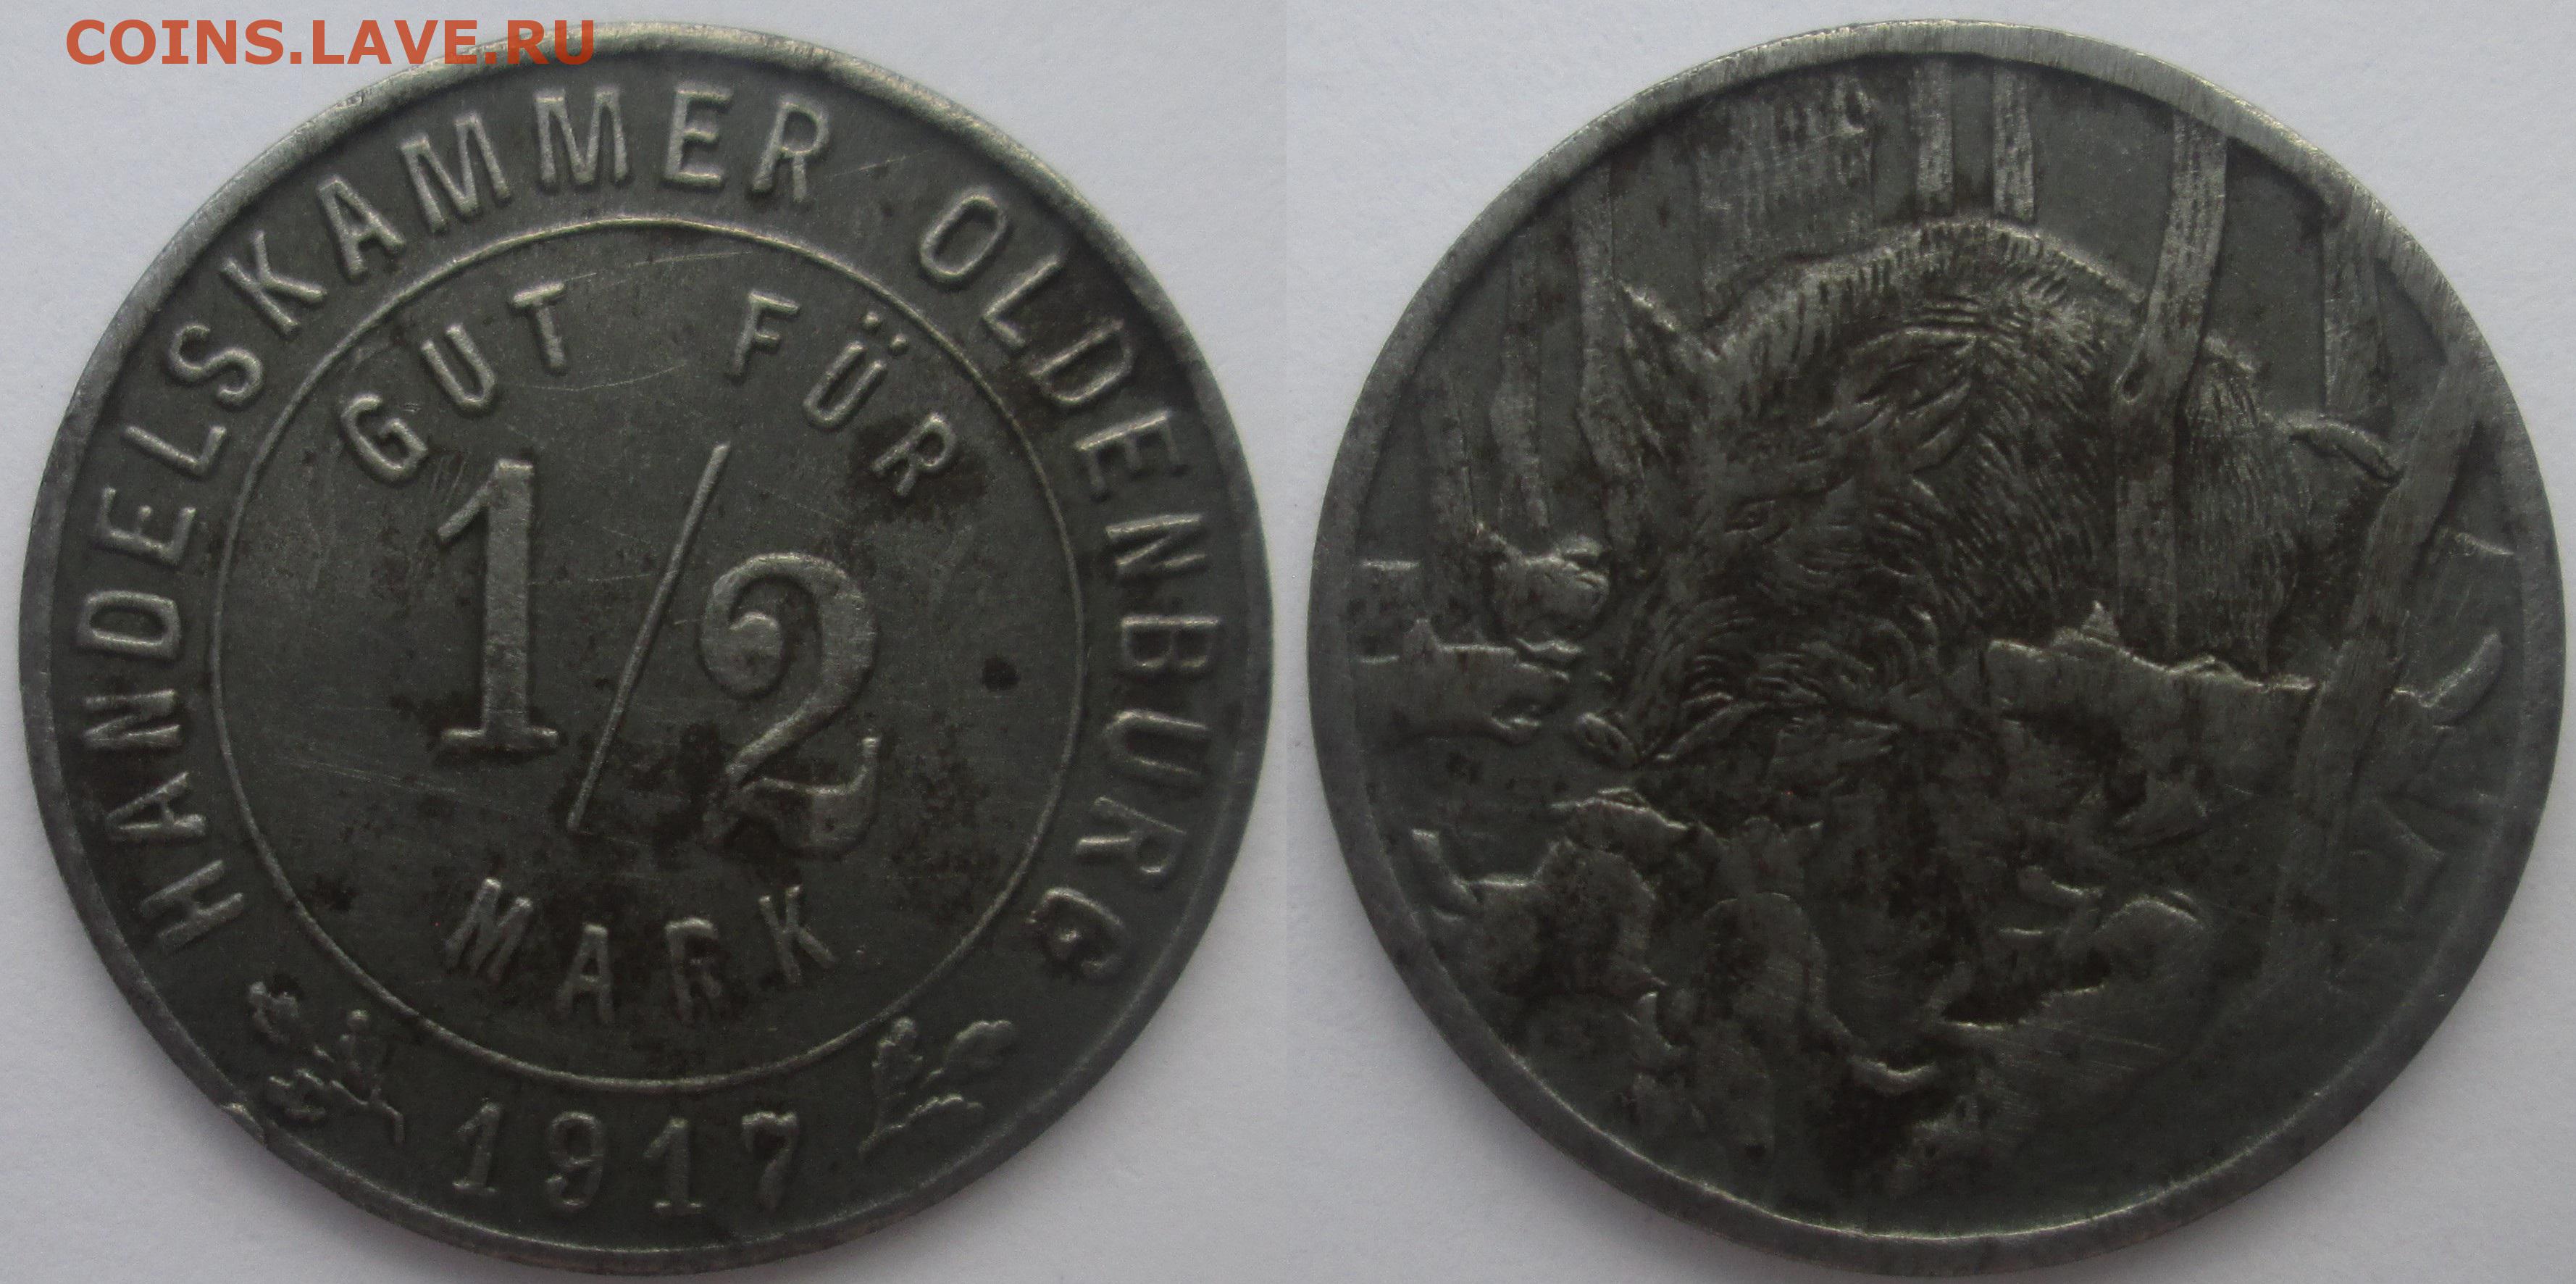 COINS.LAVE.RU
HANDELSKAMMER OLDENBURG
GUT FÜR
1/2
MARK
1917